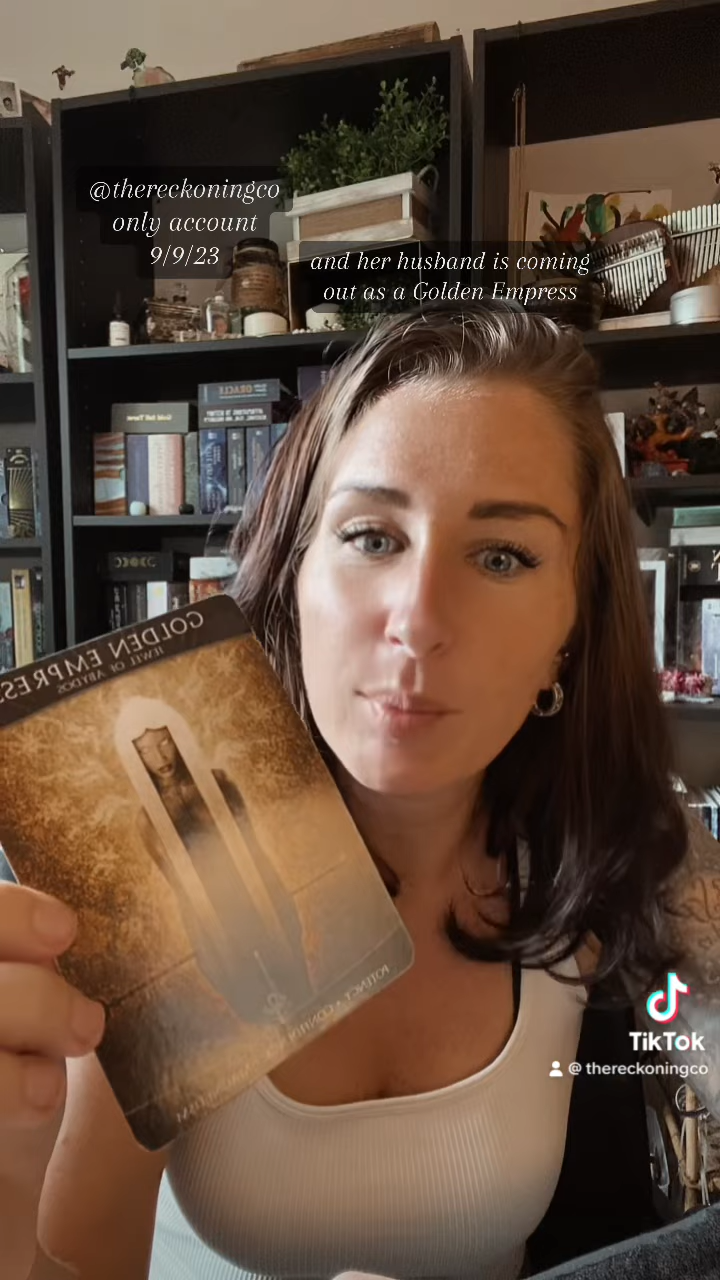 @thereckoningco
only account
9/9/23
and her husband is coming
out as a Golden Empress
ORACLE
GOLDEN EMPRESS
JEWEL OF ABYDOS
TikTok
@ thereckoningco